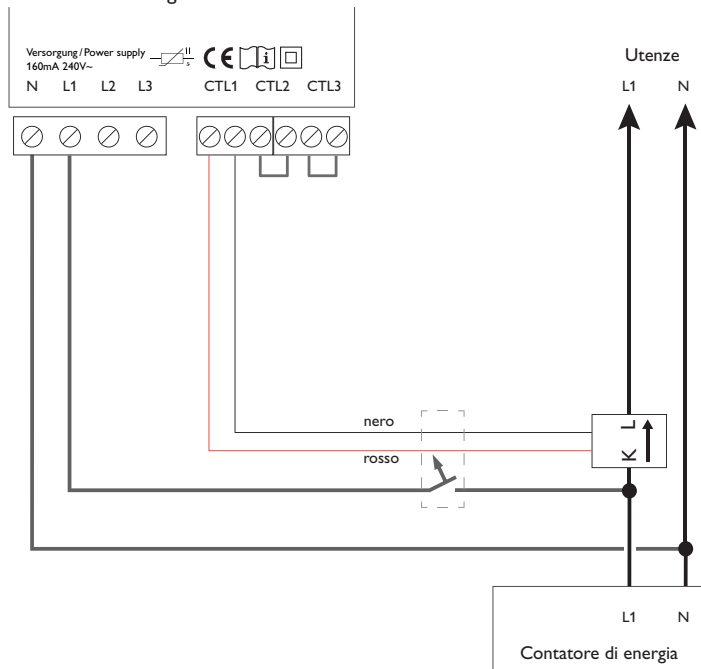 Versorgung/Power supply
160mA 240V~
N L1 L2 L3 CTL1 CTL2 CTL3
Utenze
L1 N
nero
rosso
L
K
L1 N
Contatore di energia